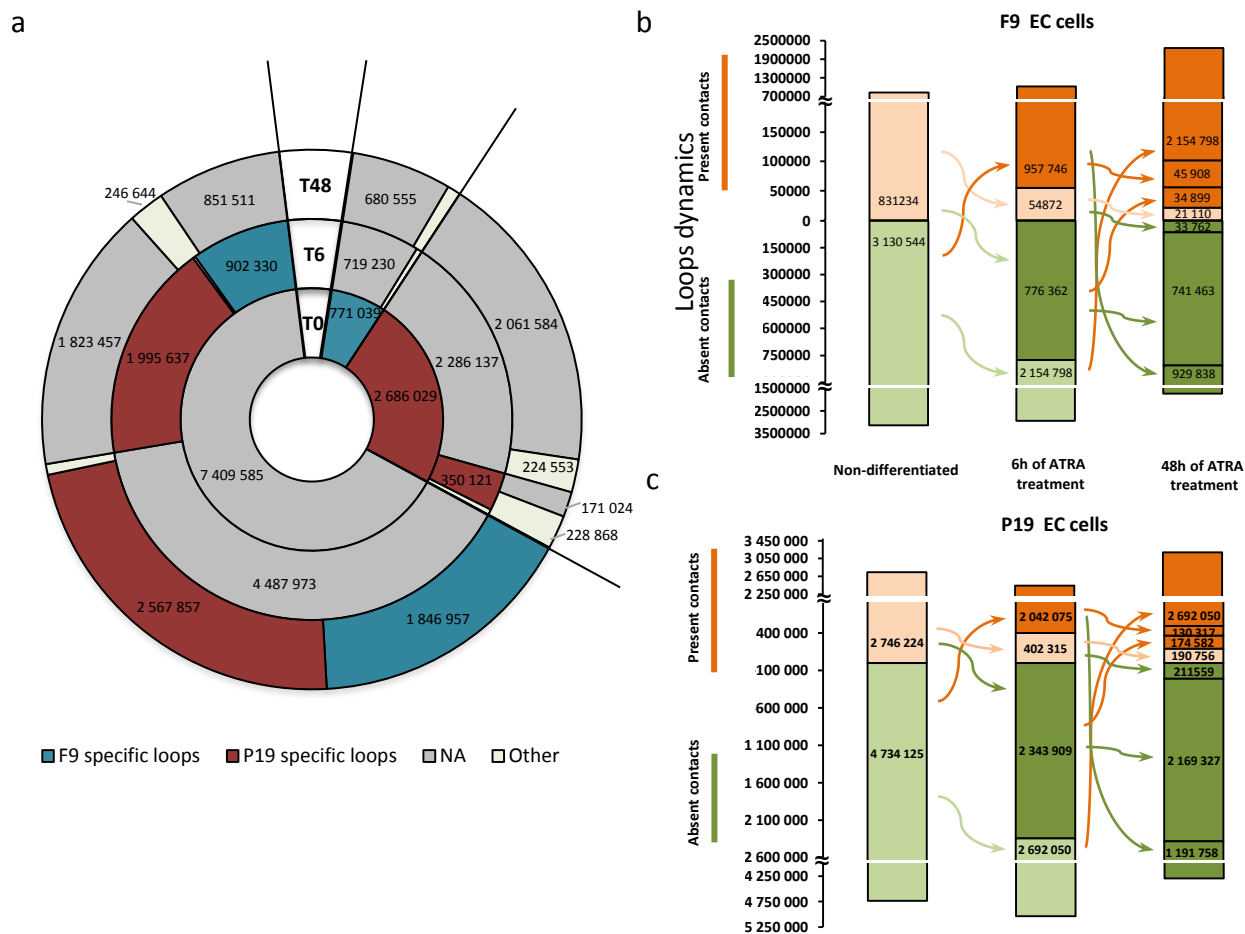 a
T48
T6
T0
246 644
851 511
680 555
902 330
719 230
771 039
1 823 457
1 995 637
2 061 584
2 286 137
2 686 029
7 409 585
350 121
224 553
171 024
228 868
4 487 973
2 567 857
1 846 957
F9 specific loops
P19 specific loops
NA
Other
b
F9 EC cells
Loops dynamics
Present contacts
Absent contacts
2500000
1900000
1300000
700000
150000
100000
50000
0
150000
300000
450000
600000
750000
1500000
2500000
3500000
831234
3 130 544
957 746
54872
776 362
2 154 798
2 154 798
45 908
34 899
21 110
33 762
741 463
929 838
Non-differentiated
6h of ATRA
treatment
48h of ATRA
treatment
c
P19 EC cells
Present contacts
Absent contacts
3 450 000
3 050 000
2 650 000
2 250 000
400 000
100 000
600 000
1 100 000
1 600 000
2 100 000
2 600 000
4 250 000
4 750 000
5 250 000
2 746 224
4 734 125
2 042 075
402 315
2 343 909
2 692 050
2 692 050
130 317
174 582
190 756
211559
2 169 327
1 191 758